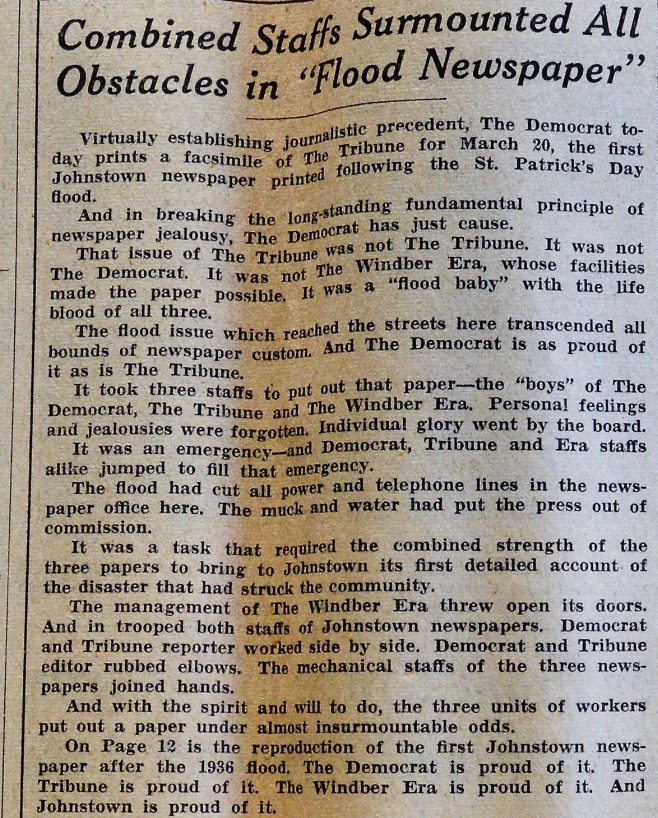 Combined Staffs Surmounted All
Obstacles in "Flood Newspaper"
Virtually establishing journalistic precedent, The Democrat to-
day prints a facsimile of The Tribune for March 20, the first
Johnstown newspaper printed following the St. Patrick's Day
flood.
And in breaking the long-standing fundamental principle of
newspaper jealousy, The Democrat has just cause.
That issue of The Tribune was not The Tribune. It was not
The Democrat. It was not The Windber Era, whose facilities
made the paper possible. It was a "flood baby" with the life
blood of all three.
The flood issue which reached the streets here transcended all
bounds of newspaper custom. And The Democrat is as proud of
it as is The Tribune.
It took three staffs to put out that paper—the "boys" of The
Democrat, The Tribune and The Windber Era. Personal feelings
and jealousies were forgotten. Individual glory went by the board.
It was an emergency—and Democrat, Tribune and Era staffs
alike jumped to fill that emergency.
The flood had cut all power and telephone lines in the news-
paper office here. The muck and water had put the press out of
commission.
It was a task that required the combined strength of the
three papers to bring to Johnstown its first detailed account of
the disaster that had struck the community.
The management of The Windber Era threw open its doors.
And in trooped both staffs of Johnstown newspapers. Democrat
and Tribune reporter worked side by side. Democrat and Tribune
editor rubbed elbows. The mechanical staffs of the three news-
papers joined hands.
And with the spirit and will to do, the three units of workers
put out a paper under almost insurmountable odds.
On Page 12 is the reproduction of the first Johnstown news-
paper after the 1936 flood. The Democrat is proud of it. The
Tribune is proud of it. The Windber Era is proud of it. And
Johnstown is proud of it.